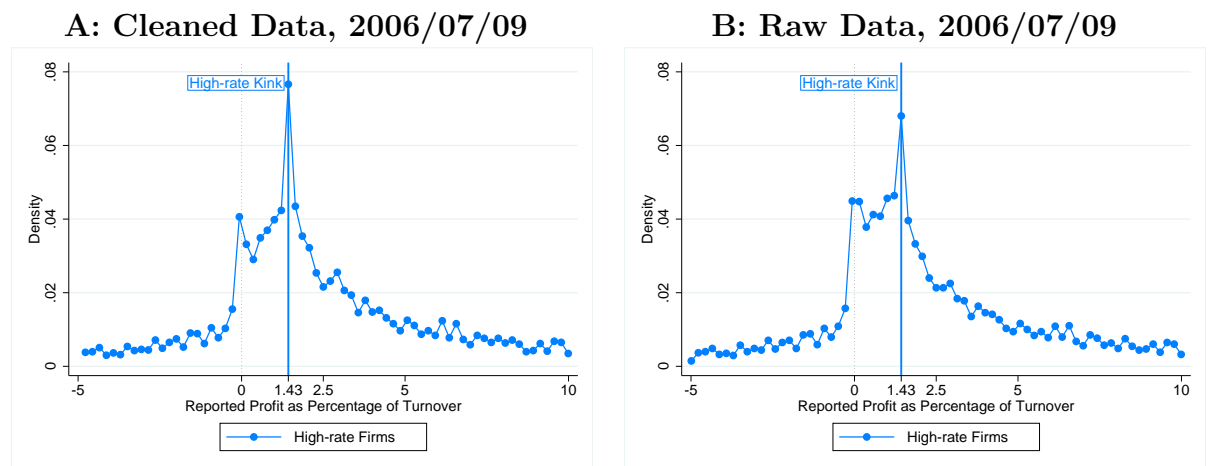 A: Cleaned Data, 2006/07/09
High-rate Kink
.08
.06
.04
.02
0
Density
-5 0 1.43 2.5 5 10
Reported Profit as Percentage of Turnover
High-rate Firms
B: Raw Data, 2006/07/09
High-rate Kink
.08
.06
.04
.02
0
Density
-5 0 1.43 2.5 5 10
Reported Profit as Percentage of Turnover
High-rate Firms